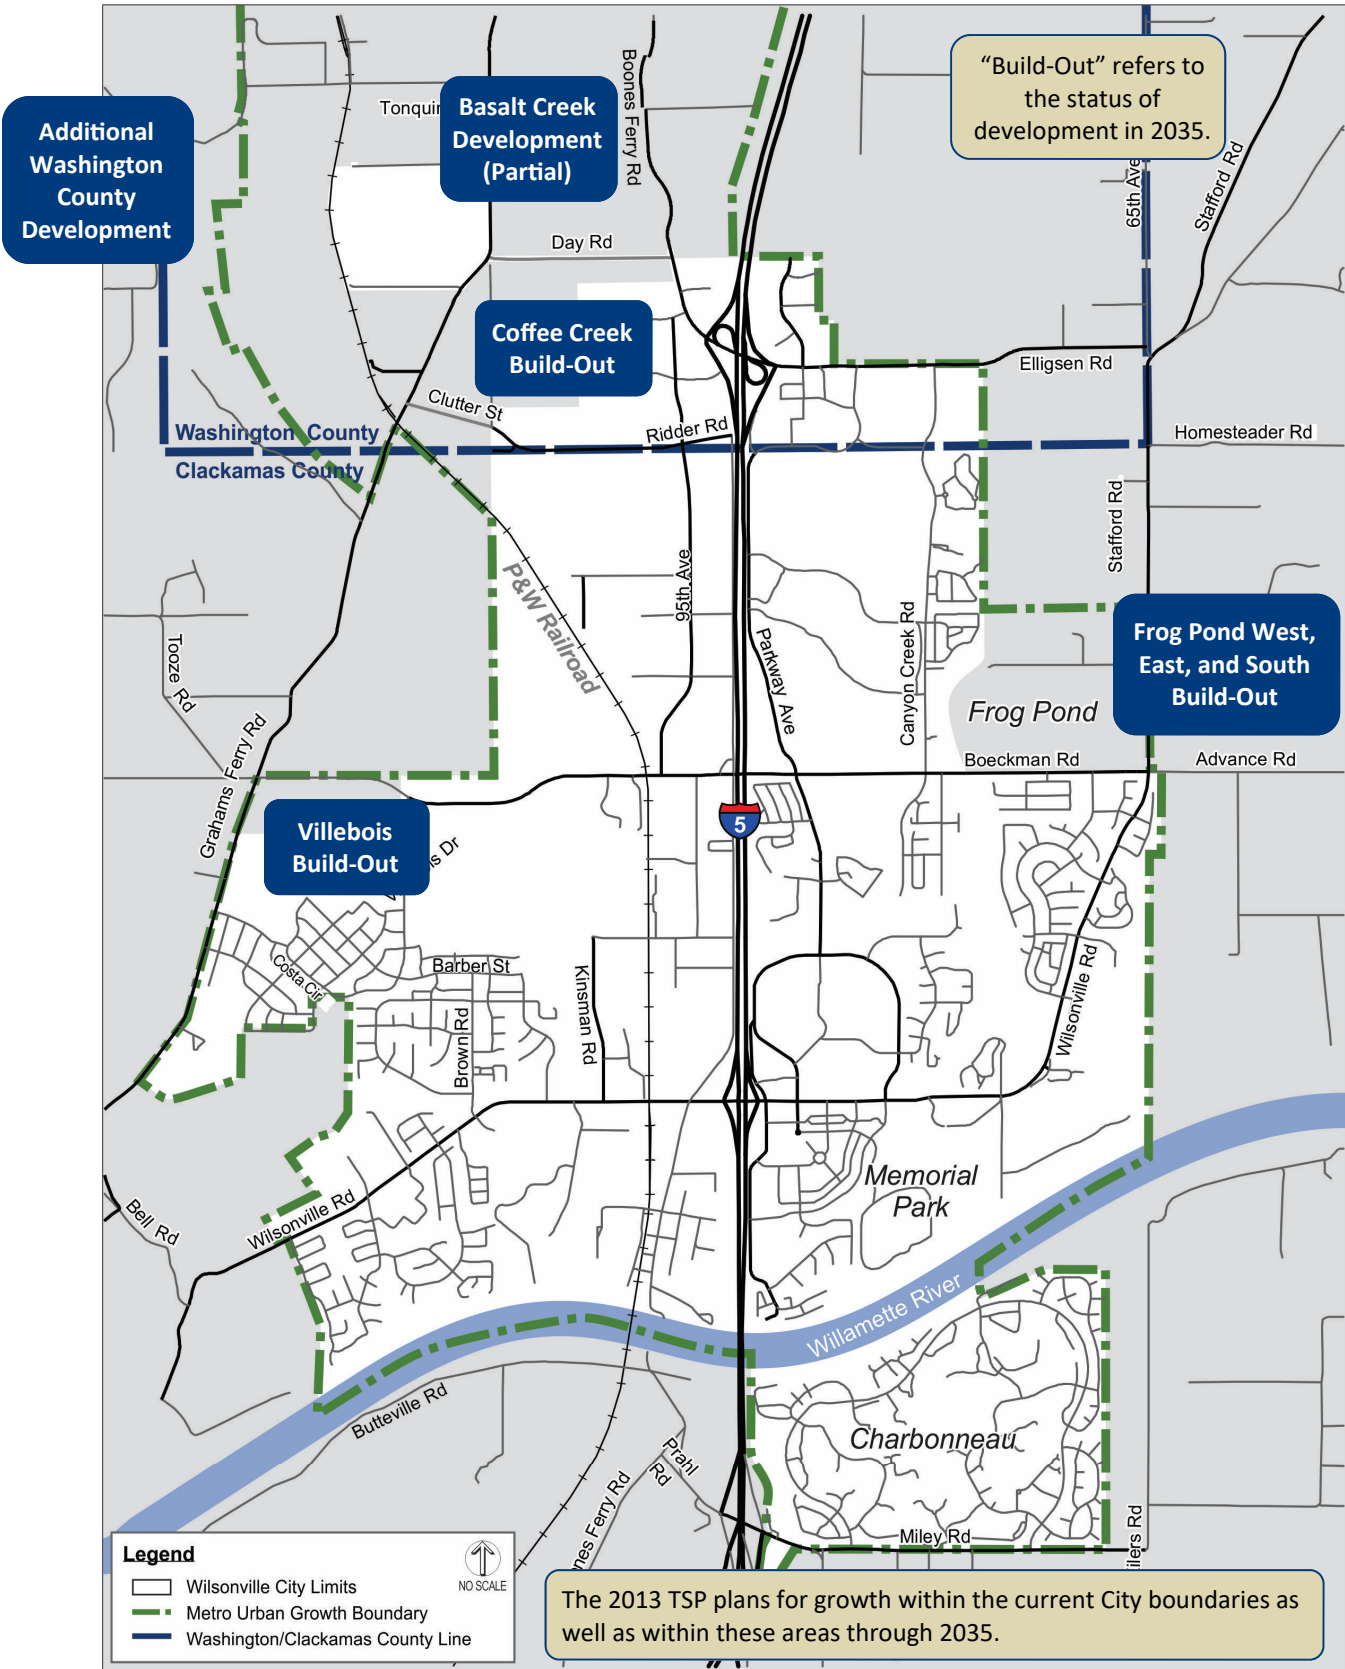 “Build-Out” refers to
the status of
development in 2035.
Additional
Washington
County
Development
Basalt Creek
Development
(Partial)
Boones Ferry Rd
65th Ave
Stafford Rd
Day Rd
Coffee Creek
Build-Out
Elligsen Rd
Clutter St
Ridder Rd
Washington County
Clackamas County
Homesteader Rd
Stafford Rd
P&W Railroad
95th Ave
Parkway Ave
Canyon Creek Rd
Frog Pond West,
East, and South
Build-Out
Tooze Rd
Frog Pond
Grahams Ferry Rd
Boeckman Rd
Advance Rd
5
Villebois
Build-Out
Dr
Barber St
Costa Cir
Kinsman Rd
Brown Rd
Wilsonville Rd
Memorial
Park
Bell Rd
Wilsonville Rd
Willamette River
Butteville Rd
Charbonneau
Prahl
Rd
Ferry Rd
Miley Rd
Rd
Legend
NO SCALE
Wilsonville City Limits
Metro Urban Growth Boundary
Washington/Clackamas County Line
The 2013 TSP plans for growth within the current City boundaries as
well as within these areas through 2035.